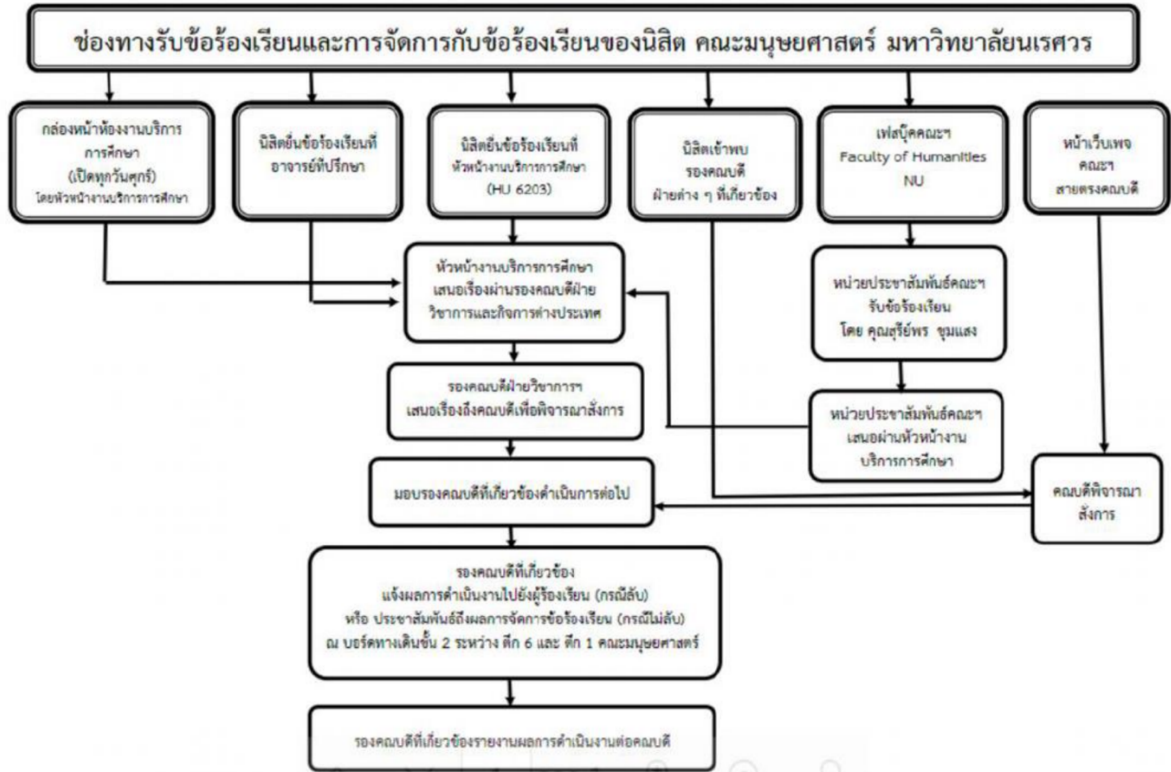 ช่องทางรับข้อร้องเรียนและการจัดการกับข้อร้องเรียนของนิสิต คณะมนุษยศาสตร์ มหาวิทยาลัยนเรศวร
กล่องหน้าห้องงานบริการ
การศึกษา
(เปิดทุกวันศุกร์)
โดยหัวหน้างานบริการการศึกษา
นิสิตยื่นข้อร้องเรียนที่
อาจารย์ที่ปรึกษา
นิสิตยื่นข้อร้องเรียนที่
หัวหน้างานบริการการศึกษา
(HU 6203)
นิสิตเข้าพบ
รองคณบดี
ฝ่ายต่าง ๆ ที่เกี่ยวข้อง
เฟสบุ๊คคณะฯ
Faculty of Humanities
NU
หน้าเว็บเพจ
คณะฯ
สายตรงคณบดี
หัวหน้างานบริการการศึกษา
เสนอเรื่องผ่านรองคณบดีฝ่าย
วิชาการและกิจการต่างประเทศ
หน่วยประชาสัมพันธ์คณะฯ
รับข้อร้องเรียน
โดย คุณสุรีย์พร ชุมแสง
รองคณบดีฝ่ายวิชาการฯ
เสนอเรื่องถึงคณบดีเพื่อพิจารณาสั่งการ
หน่วยประชาสัมพันธ์คณะฯ
เสนอผ่านหัวหน้างาน
บริการการศึกษา
มอบรองคณบดีที่เกี่ยวข้องดำเนินการต่อไป
คณบดีพิจารณา
สั่งการ
รองคณบดีที่เกี่ยวข้อง
แจ้งผลการดำเนินงานไปยังผู้ร้องเรียน (กรณีลับ)
หรือ ประชาสัมพันธ์ถึงผลการจัดการข้อร้องเรียน (กรณีไม่ลับ)
ณ บอร์ดทางเดินชั้น 2 ระหว่าง ตึก 6 และ ตึก 1 คณะมนุษยศาสตร์
รองคณบดีที่เกี่ยวข้องรายงานผลการดำเนินงานต่อคณบดี